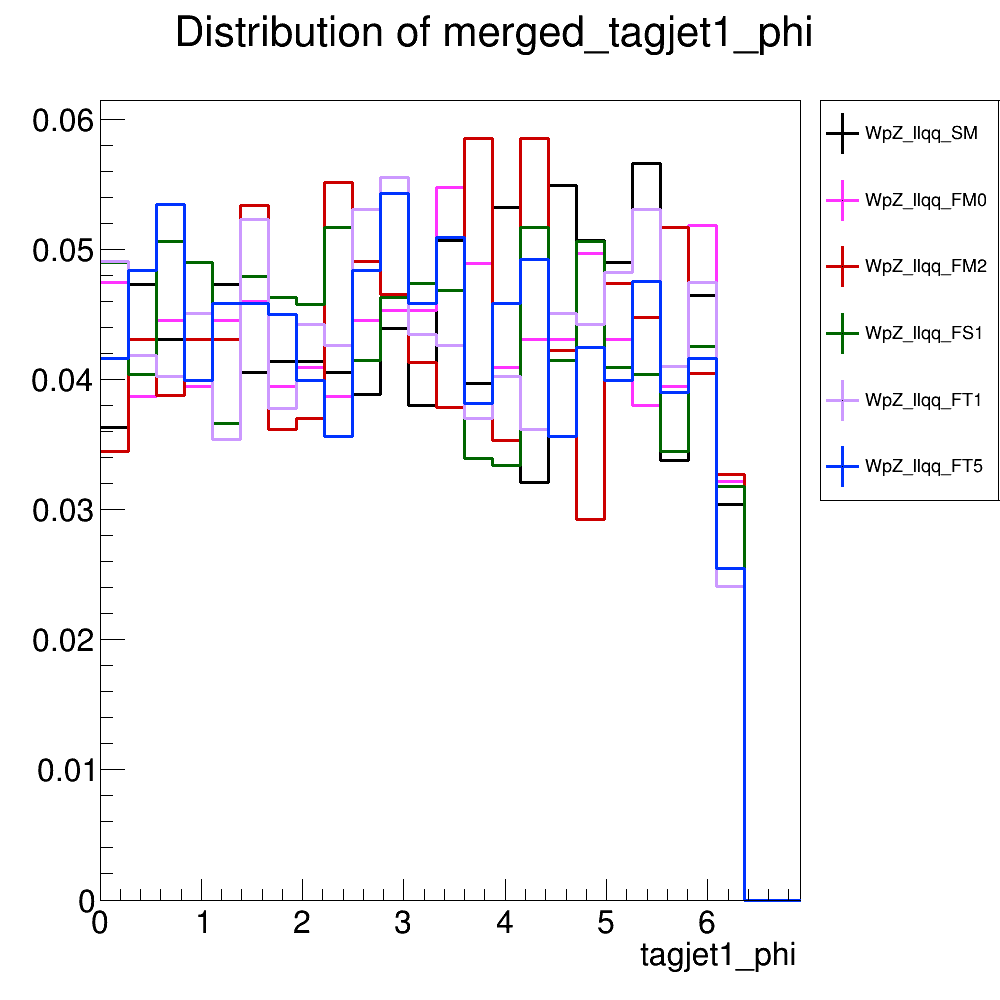 Distribution of merged_tagjet1_phi
0.06
0.05
0.04
0.03
0.02
0.01
0
0 1 2 3 4 5 6
tagjet1_phi
WpZ_llqq_SM
WpZ_llqq_FM0
WpZ_llqq_FM2
WpZ_llqq_FS1
WpZ_llqq_FT1
WpZ_llqq_FT5